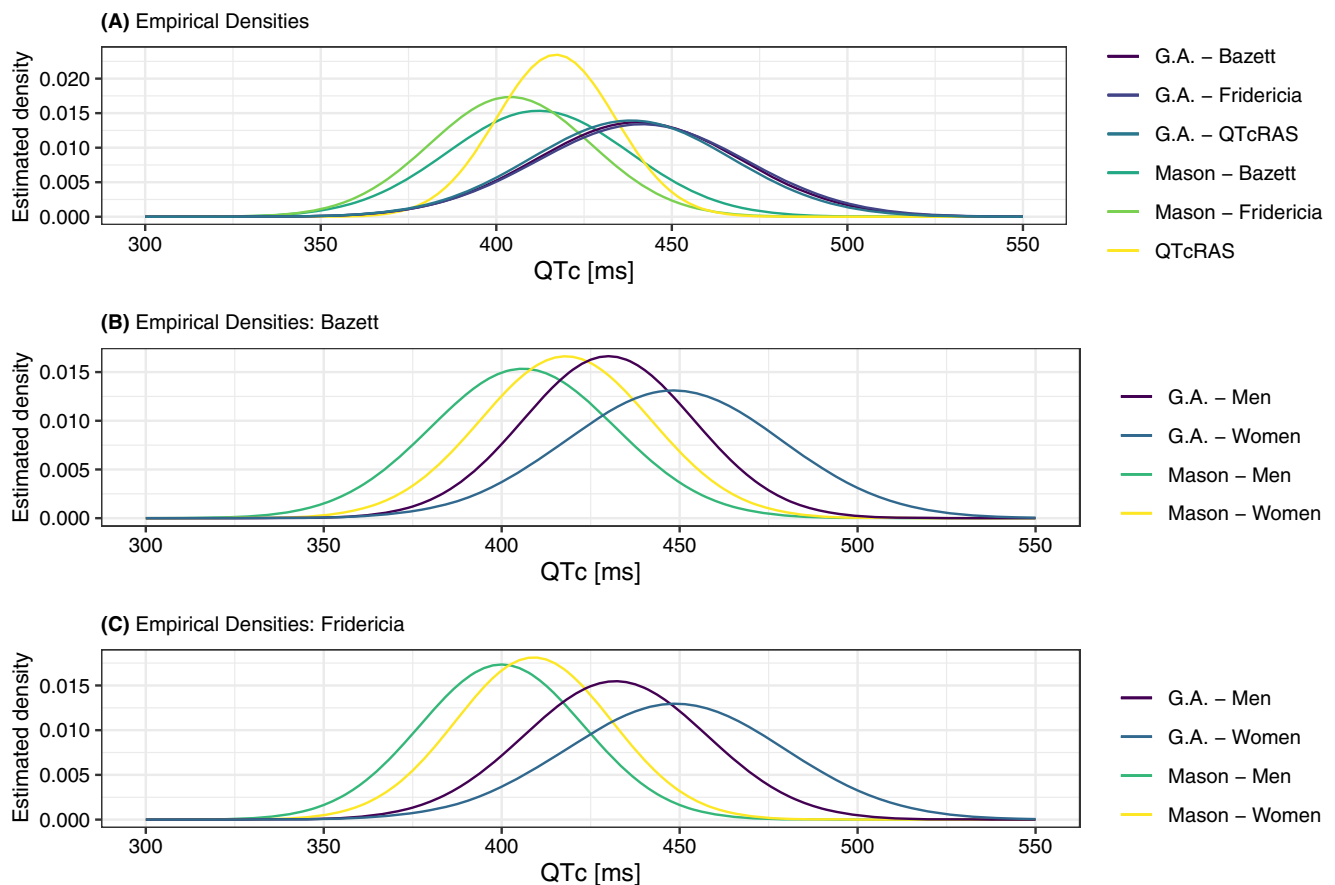 (A) Empirical Densities
Estimated density
0.020
0.015
0.010
0.005
0.000
300 350 400 450 500 550
QTc [ms]
G.A. – Bazett
G.A. – Fridericia
G.A. – QTcRAS
Mason – Bazett
Mason – Fridericia
QTcRAS
(B) Empirical Densities: Bazett
Estimated density
0.015
0.010
0.005
0.000
300 350 400 450 500 550
QTc [ms]
G.A. – Men
G.A. – Women
Mason – Men
Mason – Women
(C) Empirical Densities: Fridericia
Estimated density
0.015
0.010
0.005
0.000
300 350 400 450 500 550
QTc [ms]
G.A. – Men
G.A. – Women
Mason – Men
Mason – Women